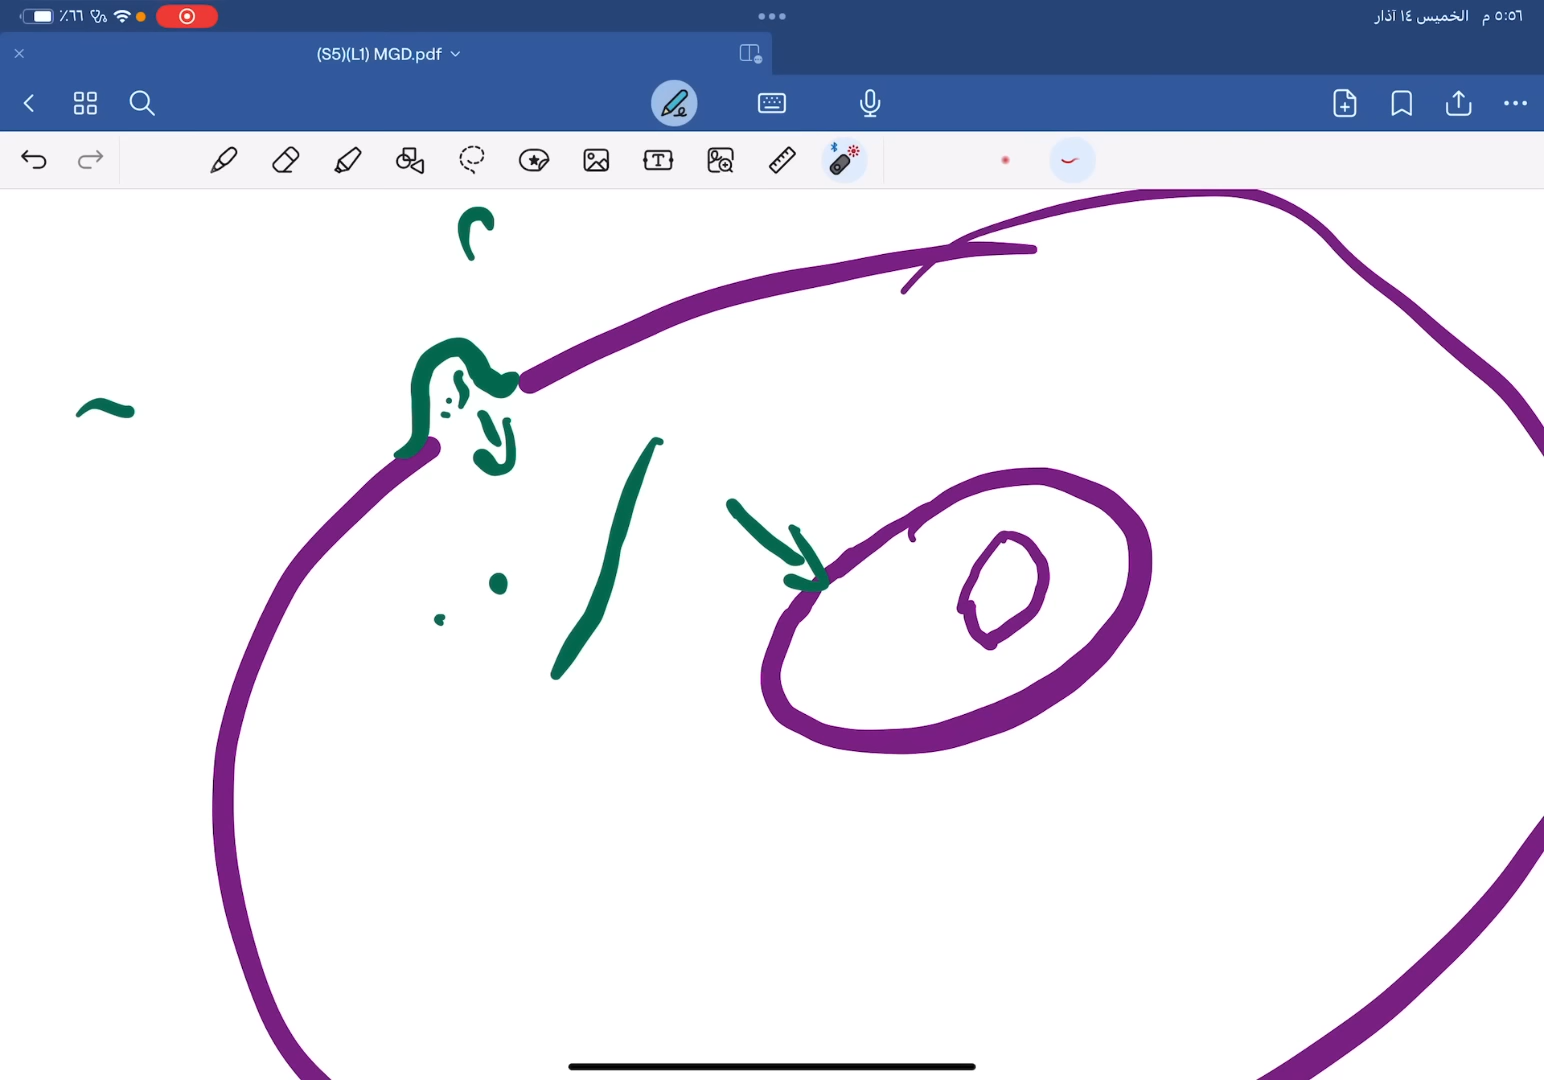 ٪٦٦
٥:٥٦ م الخميس ١٤ آذار
(S5)(L1) MGD.pdf
T